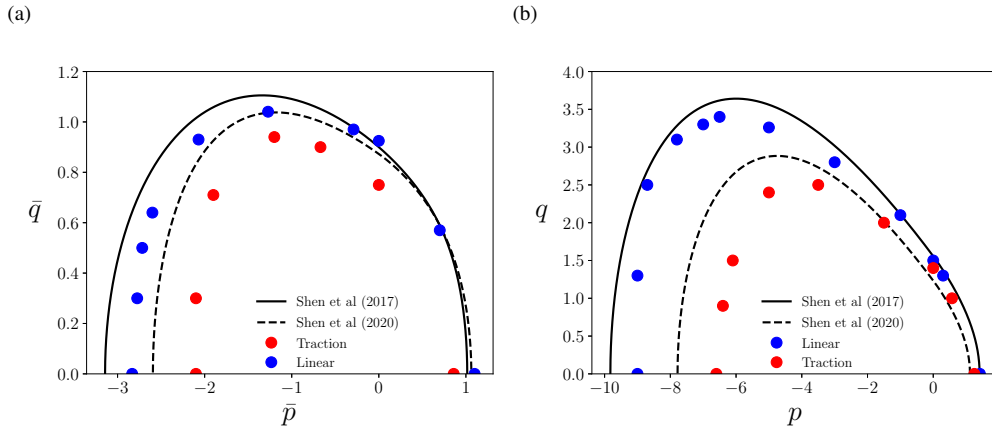 (a)
1.2
1.0
0.8
0.6
0.4
0.2
0.0
q̄
Shen et al (2017)
Shen et al (2020)
Traction
Linear
−3 −2 −1 0 1
p̄
(b)
4.0
3.5
3.0
2.5
2.0
1.5
1.0
0.5
0.0
q
Shen et al (2017)
Shen et al (2020)
Linear
Traction
−10 −8 −6 −4 −2 0
p